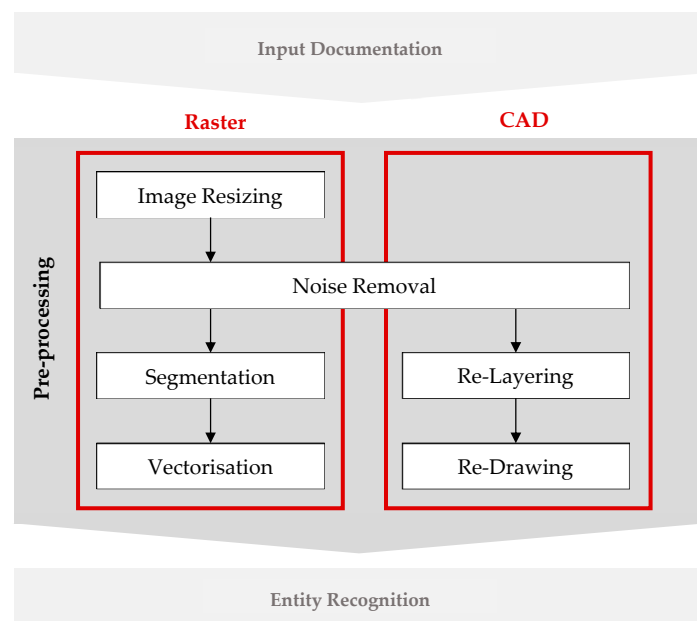 Input Documentation
Raster
CAD
Image Resizing
Noise Removal
Pre-processing
Segmentation
Re-Layering
Vectorisation
Re-Drawing
Entity Recognition